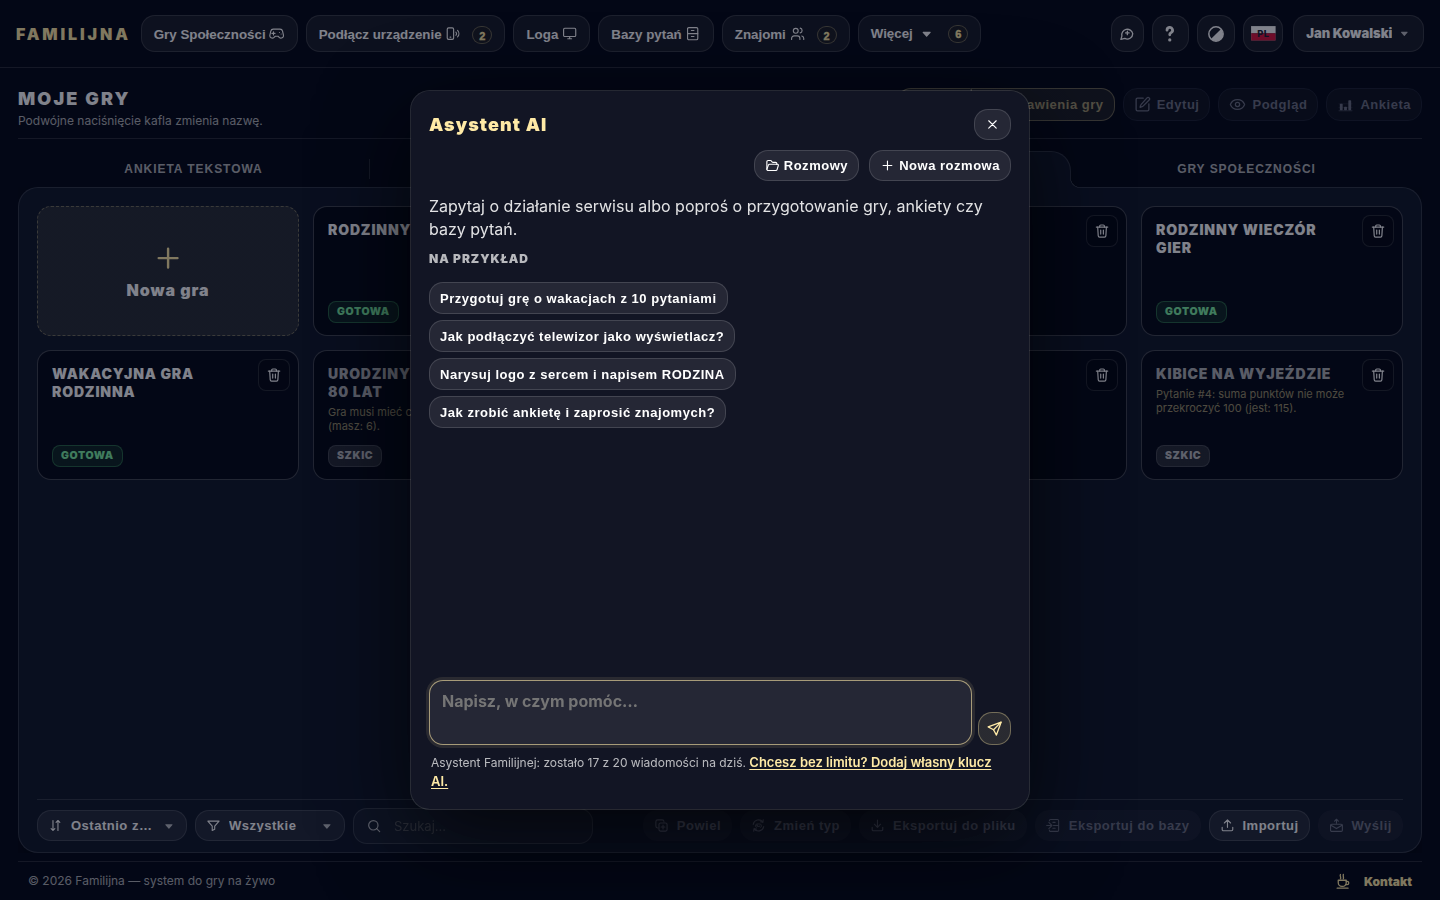 FAMILIJNA
Gry Społeczności
Podłącz urządzenie 2
Loga
Bazy pytań
Znajomi 2
Więcej 6
PL
Jan Kowalski
MOJE GRY
Podwójne naciśnięcie kafla zmienia nazwę.
awienia gry
Edytuj
Podgląd
Ankieta
ANKIETA TEKSTOWA
GRY SPOŁECZNOŚCI
Nowa gra
RODZINNY
GOTOWA
RODZINNY WIECZÓR
GIER
GOTOWA
WAKACYJNA GRA
RODZINNA
GOTOWA
URODZINY
80 LAT
Gra musi mieć
(masz: 6).
SZKIC
KIBICE NA WYJEŹDZIE
Pytanie #4: suma punktów nie może
przekroczyć 100 (jest: 115).
SZKIC
Asystent AI
Rozmowy
Nowa rozmowa
Zapytaj o działanie serwisu albo poproś o przygotowanie gry, ankiety czy
bazy pytań.
NA PRZYKŁAD
Przygotuj grę o wakacjach z 10 pytaniami
Jak podłączyć telewizor jako wyświetlacz?
Narysuj logo z sercem i napisem RODZINA
Jak zrobić ankietę i zaprosić znajomych?
Napisz, w czym pomóc…
Asystent Familijnej: zostało 17 z 20 wiadomości na dziś. Chcesz bez limitu? Dodaj własny klucz
AI.
Ostatnio z...
Wszystkie
Szukaj...
Powiel
Zmień typ
Eksportuj do pliku
Eksportuj do bazy
Importuj
Wyślij
© 2026 Familijna — system do gry na żywo
Kontakt